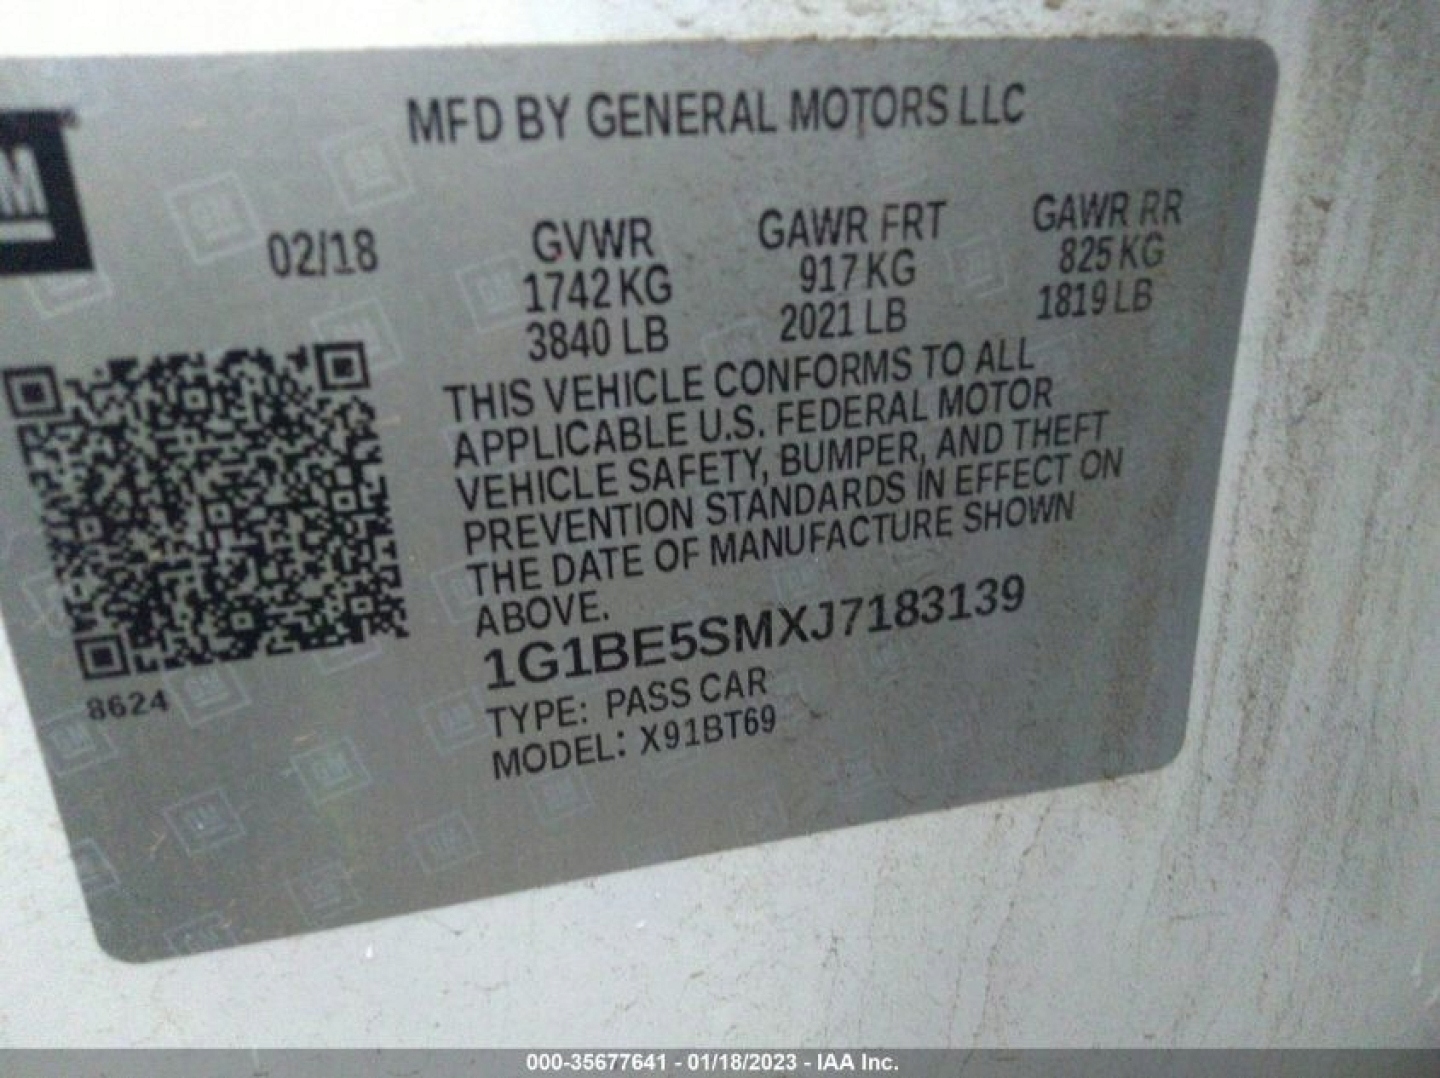 MFD BY GENERAL MOTORS LLC
M
02/18
GVWR
1742 KG
3840 LB
GAWR FRT
917 KG
2021 LB
GAWR RR
825 KG
1819 LB
THIS VEHICLE CONFORMS TO ALL
APPLICABLE U.S. FEDERAL MOTOR
VEHICLE SAFETY, BUMPER, AND THEFT
PREVENTION STANDARDS IN EFFECT ON
THE DATE OF MANUFACTURE SHOWN
ABOVE.
1G1BE5SMXJ7183139
TYPE: PASS CAR
MODEL: X91BT69
8624
000-35677641 - 01/18/2023 - IAA Inc.